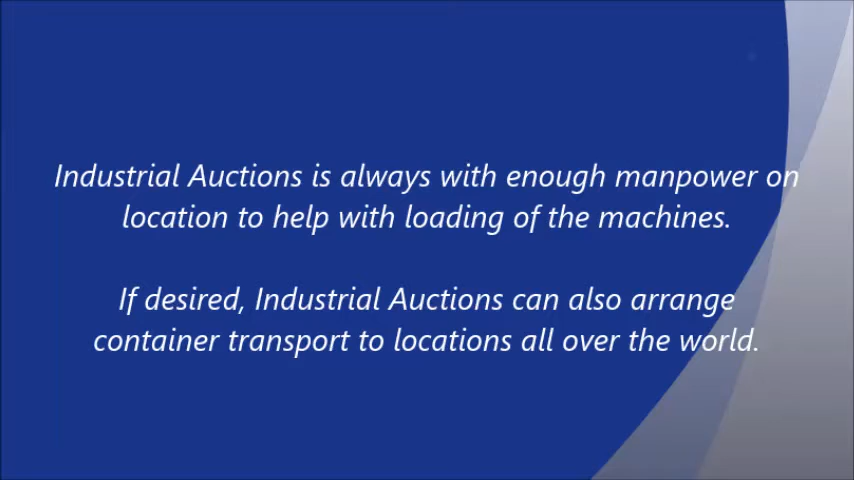 Industrial Auctions is always with enough manpower on
location to help with loading of the machines.
If desired, Industrial Auctions can also arrange
container transport to locations all over the world.